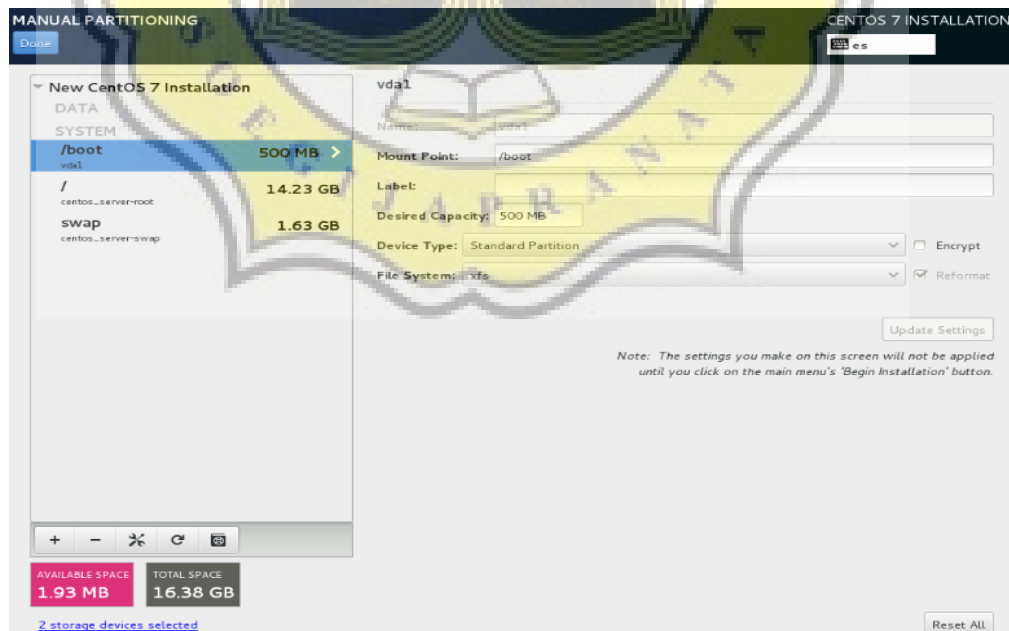 MANUAL PARTITIONING
CENTOS 7 INSTALLATION
Done
es
New CentOS 7 Installation
DATA
SYSTEM
/boot
500 MB
vda1
/
14.23 GB
centos_server-root
swap
1.63 GB
centos_server-swap
vda1
Name: vda1
Mount Point: /boot
Label:
Desired Capacity: 500 MB
Device Type: Standard Partition
Encrypt
File System: xfs
Reformat
Update Settings
Note: The settings you make on this screen will not be applied
until you click on the main menu's 'Begin Installation' button.
AVAILABLE SPACE
1.93 MB
TOTAL SPACE
16.38 GB
2 storage devices selected
Reset All